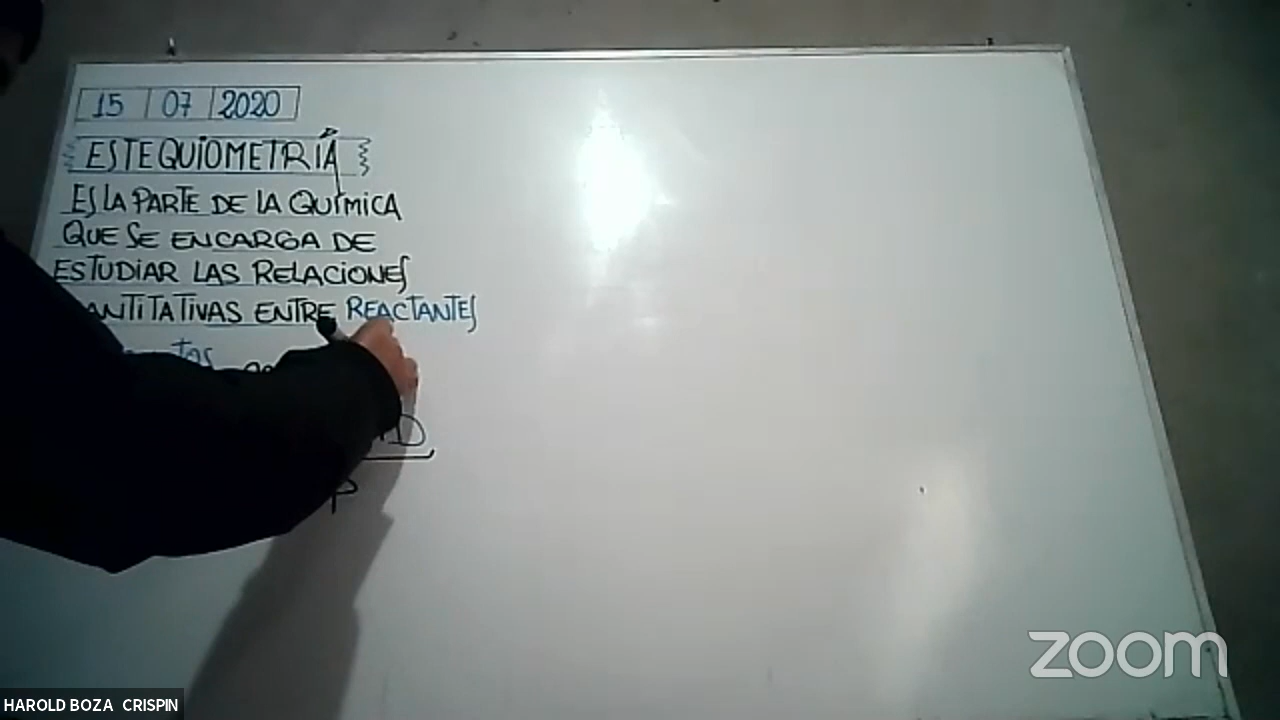 15 07 2020
ESTEQUIOMETRÍA
ES LA PARTE DE LA QUÍMICA
QUE SE ENCARGA DE
ESTUDIAR LAS RELACIONES
ANTITATIVAS ENTRE REACTANTES
zoom
HAROLD BOZA CRISPIN